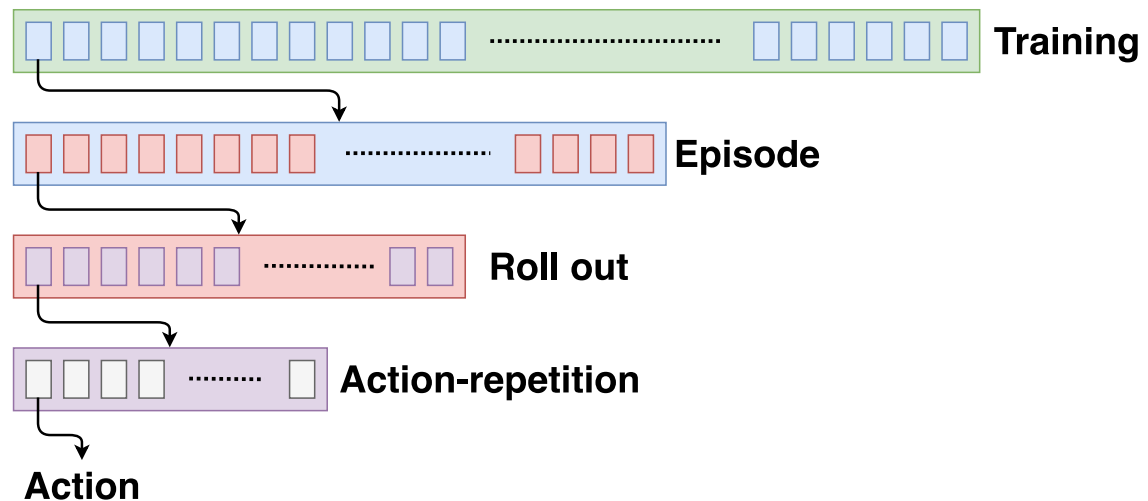 Training
Episode
Roll out
Action-repetition
Action